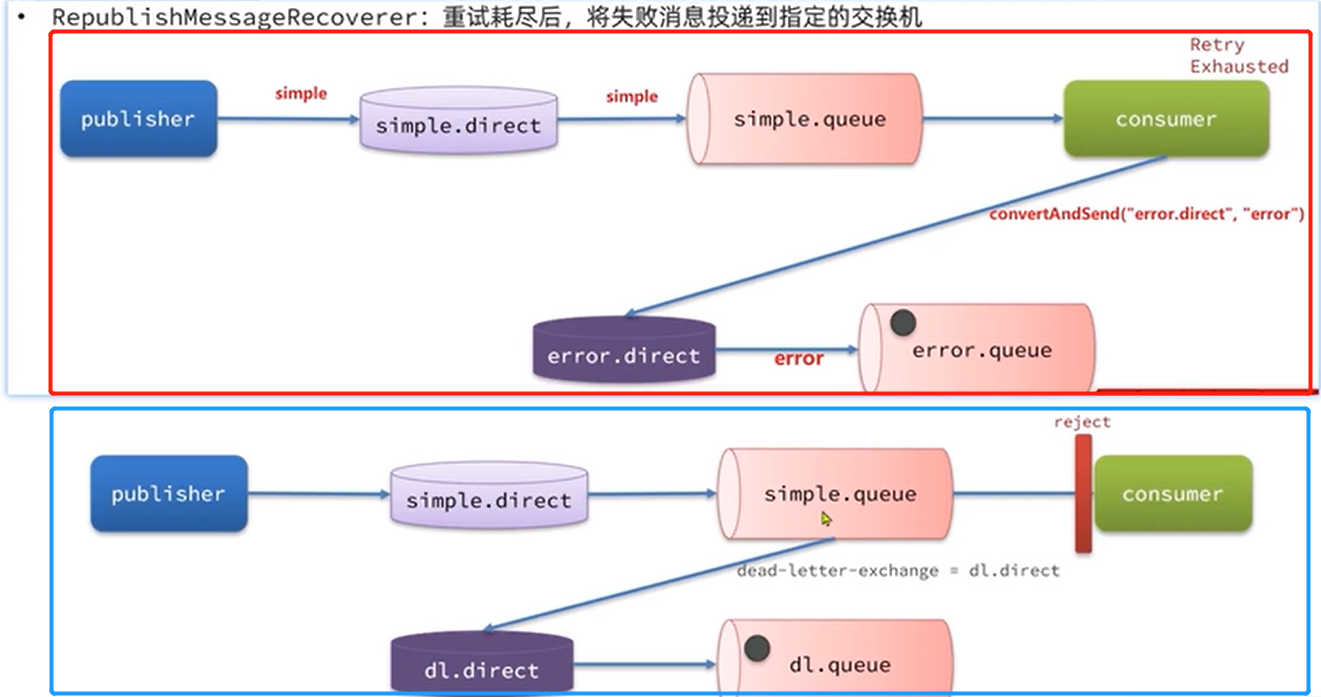 • RepublishMessageRecoverer：重试耗尽后，将失败消息投递到指定的交换机
Retry
Exhausted
publisher
simple
simple.direct
simple
simple.queue
consumer
convertAndSend("error.direct", "error")
error.direct
error
error.queue
reject
publisher
simple.direct
simple.queue
consumer
dead-letter-exchange = dl.direct
dl.direct
dl.queue